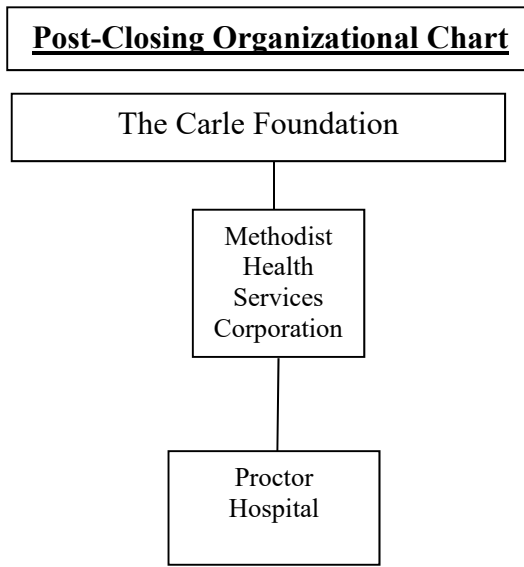 Post-Closing Organizational Chart
The Carle Foundation
Methodist
Health
Services
Corporation
Proctor
Hospital